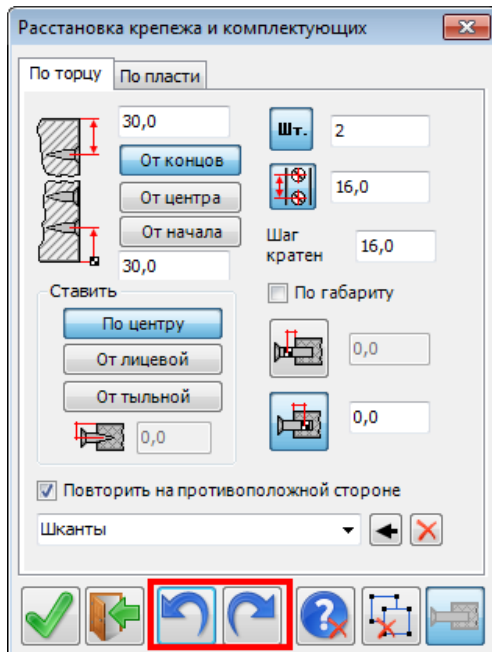 Расстановка крепежа и комплектующих
По торцу По пласти
30,0
От концов
От центра
От начала
30,0
Шт. 2
16,0
Шаг кратен 16,0
Ставить
По центру
От лицевой
От тыльной
0,0
По габариту
0,0
0,0
Повторить на противоположной стороне
Шканты